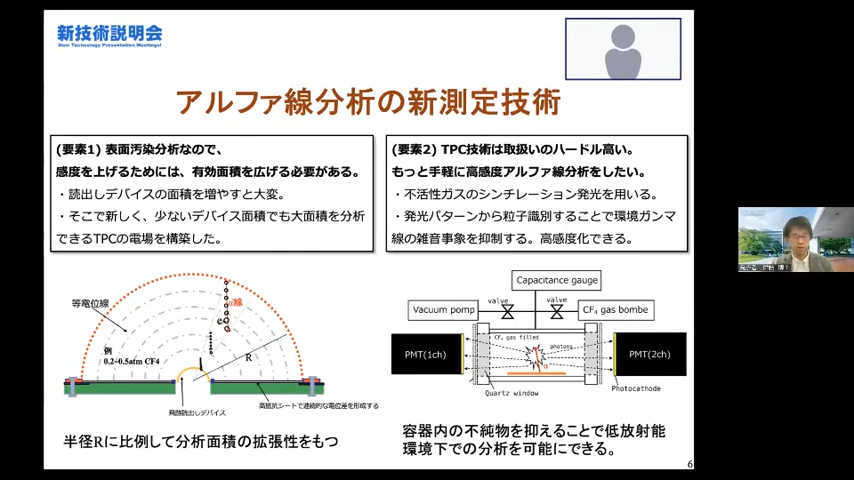 新技術説明会
New Technology Presentation Meetings!
アルファ線分析の新測定技術
(要素1) 表面汚染分析なので、
感度を上げるためには、有効面積を広げる必要がある。
・読出しデバイスの面積を増やすと大変。
・そこで新しく、少ないデバイス面積でも大面積を分析
できるTPCの電場を構築した。
(要素2) TPC技術は取扱いのハードル高い。
もっと手軽に高感度アルファ線分析をしたい。
・不活性ガスのシンチレーション発光を用いる。
・発光パターンから粒子識別することで環境ガンマ
線の雑音事象を抑制する。高感度化できる。
等電位線
α線
e-
例
0.2~0.5atm CF4
R
飛跡読出しデバイス
高抵抗シートで連続的な電位差を形成する
半径Rに比例して分析面積の拡張性をもつ
Capacitance gauge
valve
valve
Vacuum pomp
CF₄ gas bombe
CF₄ gas filled
photons
PMT(1ch)
α
PMT(2ch)
Quartz window
Photocathode
容器内の不純物を抑えることで低放射能
環境下での分析を可能にできる。
6